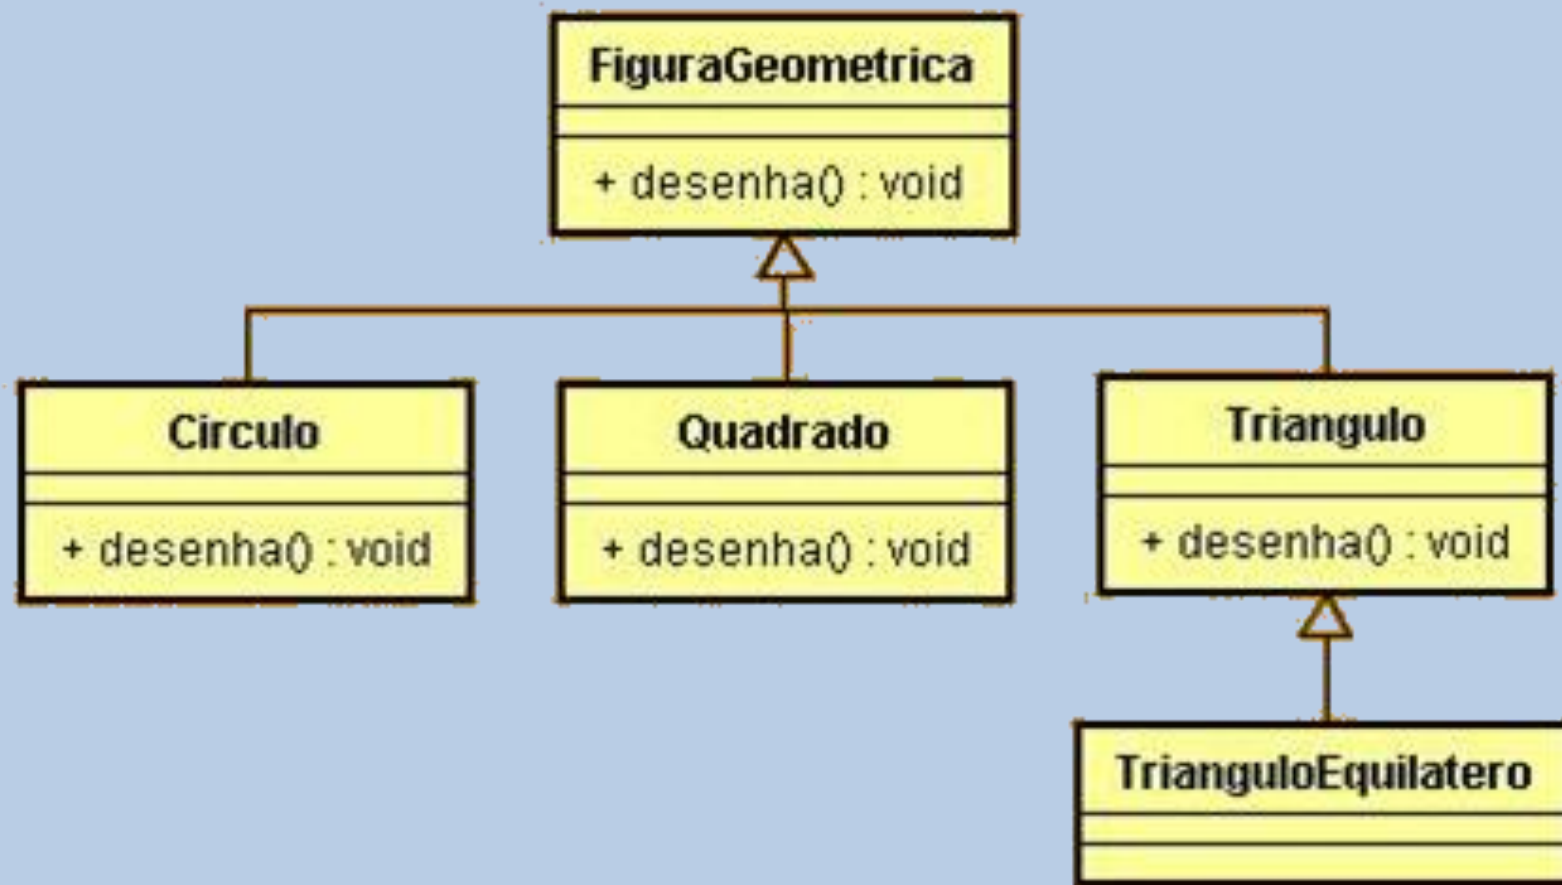 FiguraGeometrica
+ desenha() : void
Circulo
+ desenha() : void
Quadrado
+ desenha() : void
Triangulo
+ desenha() : void
TrianguloEquilatero